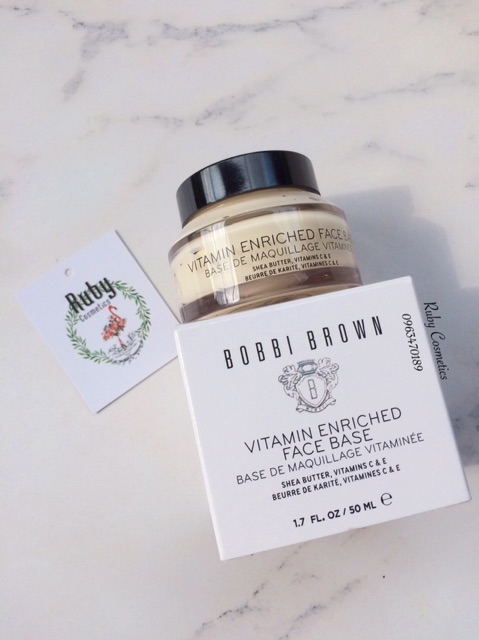 VITAMIN ENRICHED FACE BA
BASE DE MAQUILLAGE VITAMINÉ
SHEA BUTTER, VITAMINS C & E
BEURRE DE KARITÉ, VITAMINES C & E
Ruby
cosmetics
BOBBI BROWN
B
VITAMIN ENRICHED
FACE BASE
BASE DE MAQUILLAGE VITAMINÉE
SHEA BUTTER, VITAMINS C & E
BEURRE DE KARITÉ, VITAMINES C & E
1.7 FL. OZ / 50 ML ℮
Ruby Cosmetics
0963470189